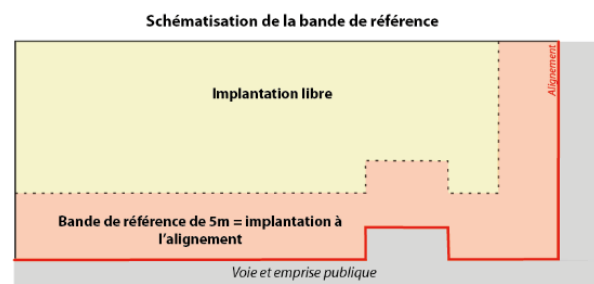 Schématisation de la bande de référence
Alignement
Implantation libre
Bande de référence de 5m = implantation à
l'alignement
Voie et emprise publique